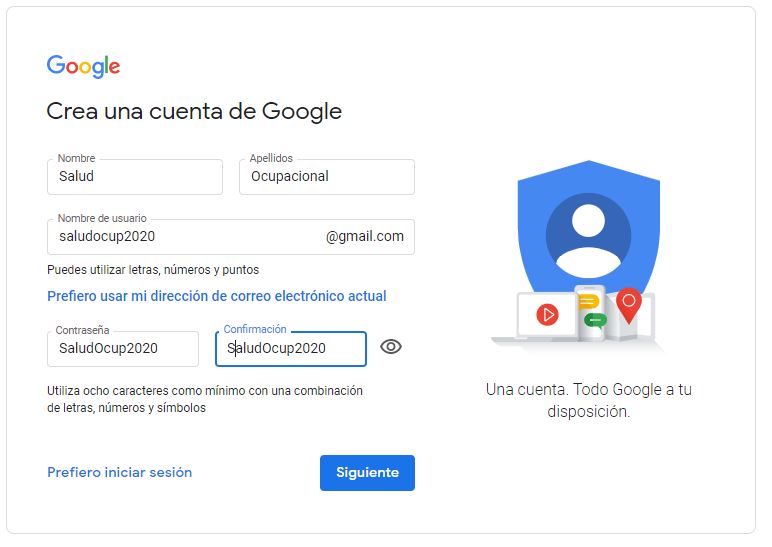 Google
Crea una cuenta de Google
Nombre
Apellidos
Salud
Ocupacional
Nombre de usuario
saludocup2020 @gmail.com
Puedes utilizar letras, números y puntos
Prefiero usar mi dirección de correo electrónico actual
Contraseña
Confirmación
SaludOcup2020
SaludOcup2020
Utiliza ocho caracteres como mínimo con una combinación
de letras, números y símbolos
Prefiero iniciar sesión
Siguiente
Una cuenta. Todo Google a tu
disposición.